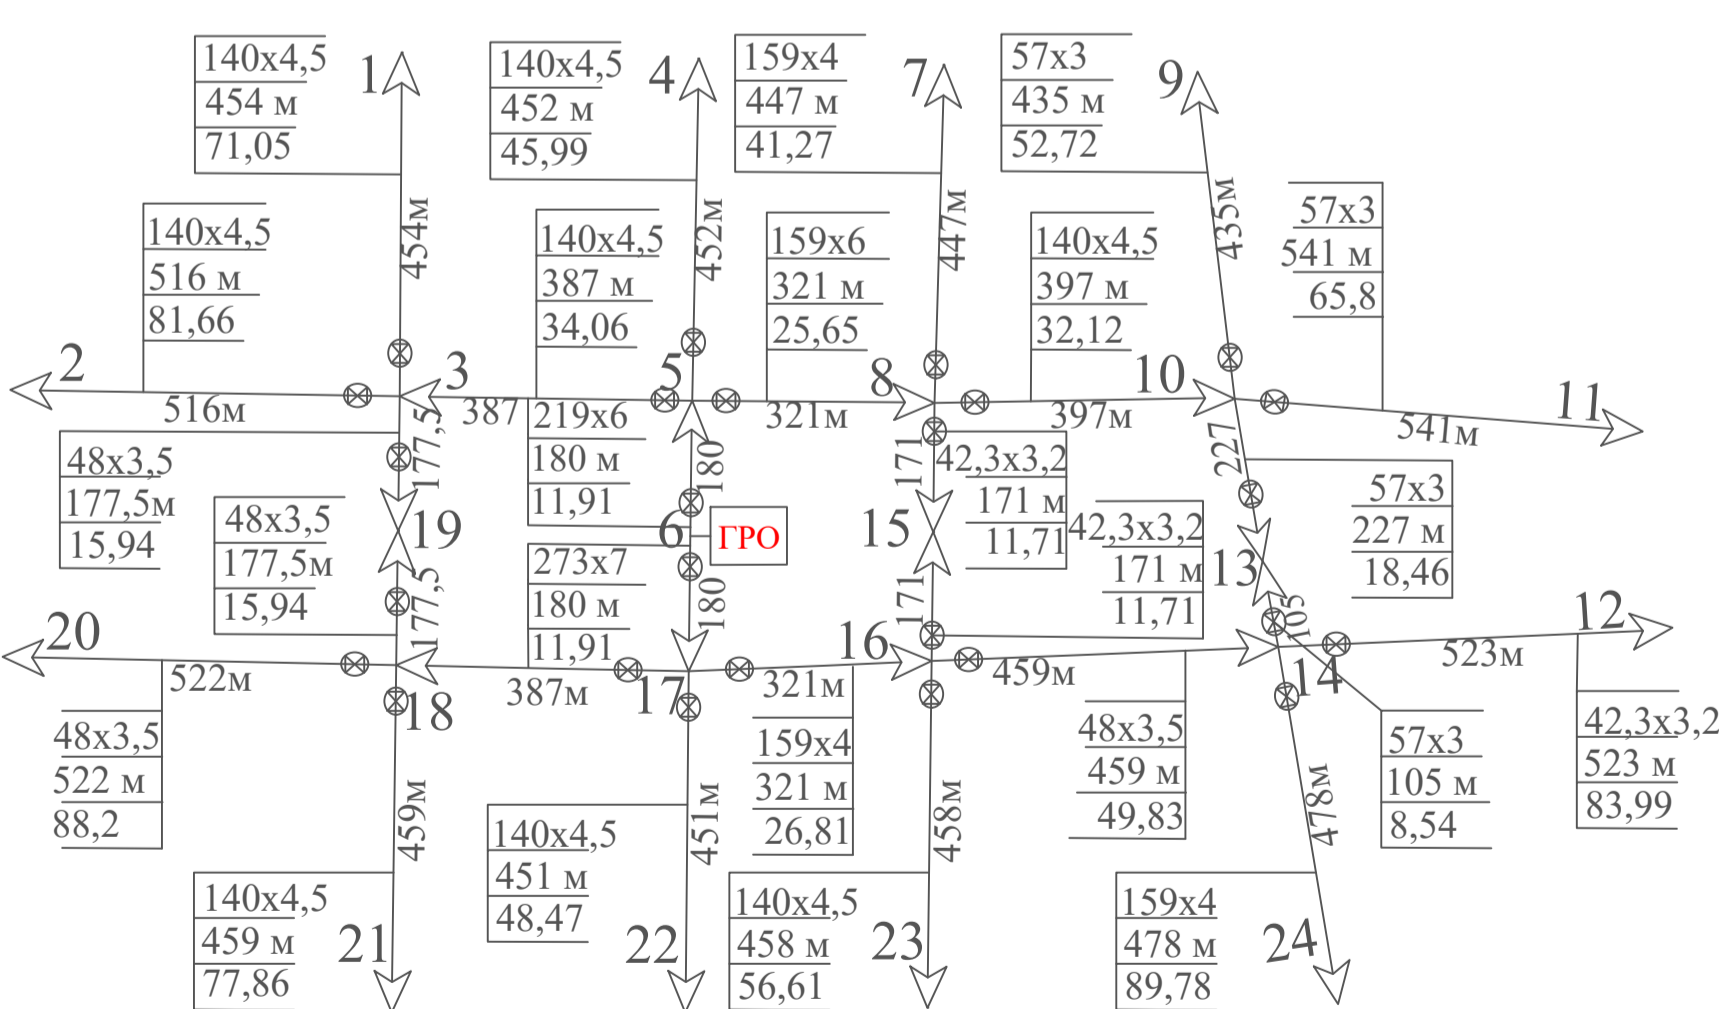 140x4,5
454 м
71,05
1
140x4,5
452 м
45,99
4
159x4
447 м
41,27
7
57x3
435 м
52,72
9
140x4,5
516 м
81,66
454м
140x4,5
387 м
34,06
452м
159x6
321 м
25,65
447м
140x4,5
397 м
32,12
435м
57x3
541 м
65,8
2
516м
3
387
5
321м
8
397м
10
541м
11
48x3,5
177,5м
15,94
177,5
219x6
180 м
11,91
180
171
42,3x3,2
171 м
11,71
227
57x3
227 м
18,46
48x3,5
177,5м
15,94
19
6
ГРО
15
42,3x3,2
171 м
11,71
13
273x7
180 м
11,91
177,5
180
171
105
20
522м
18
387м
17
321м
16
459м
14
523м
12
48x3,5
522 м
88,2
459м
140x4,5
451 м
48,47
451м
159x4
321 м
26,81
458м
48x3,5
459 м
49,83
478м
57x3
105 м
8,54
42,3x3,2
523 м
83,99
140x4,5
459 м
77,86
21
22
140x4,5
458 м
56,61
23
159x4
478 м
89,78
24